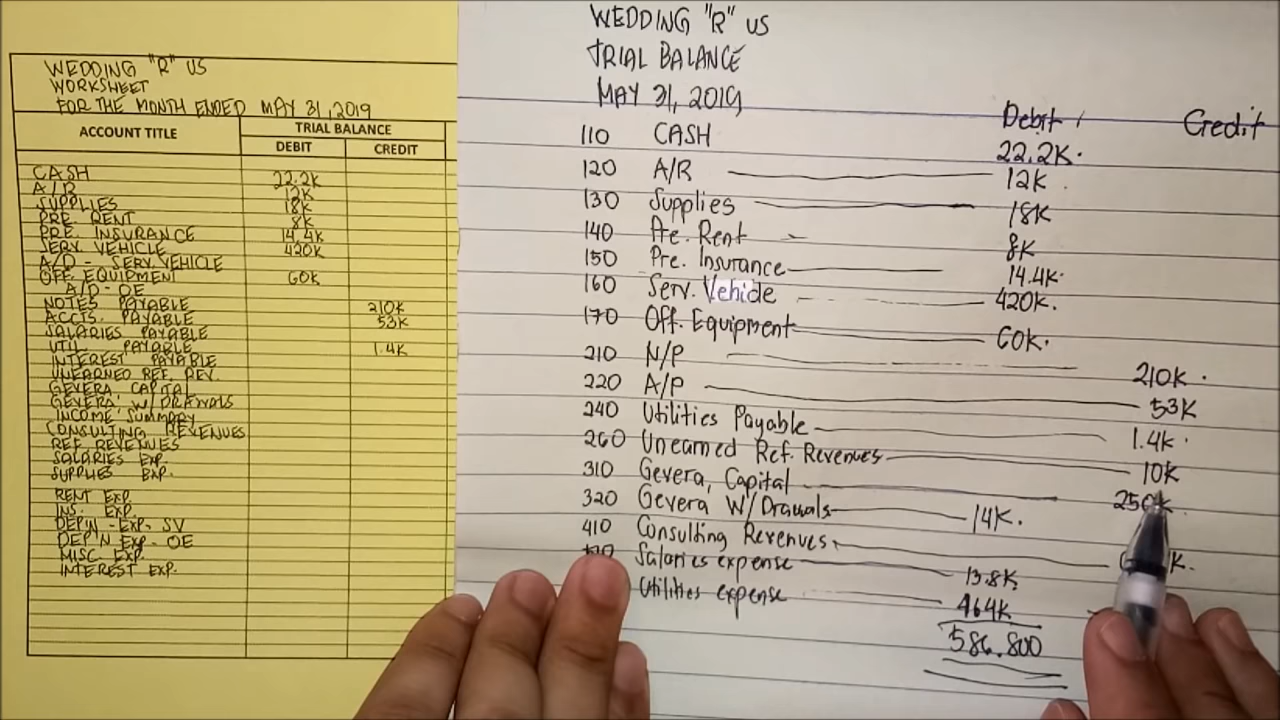 WEDDING "R" US
WORKSHEET
FOR THE MONTH ENDED MAY 31, 2019
ACCOUNT TITLE TRIAL BALANCE
DEBIT CREDIT
CASH 22.2K
A/R 12K
SUPPLIES 18K
PRE. RENT 8K
PRE. INSURANCE 14.4K
SERV. VEHICLE 420K
A/D - SERV. VEHICLE
OFF. EQUIPMENT 60K
A/D - OE
NOTES PAYABLE 210K
ACCTS. PAYABLE 53K
SALARIES PAYABLE
UTIL. PAYABLE 1.4K
INTEREST PAYABLE
UNEARNED REF. REV.
GEVERA CAPITAL
GEVERA' W/DRAWALS
INCOME SUMMARY
CONSULTING REVENUES
REF. REVENUES
SALARIES EXP.
SUPPLIES EXP.
RENT EXP.
INS. EXP.
DEP'N - EXP. SV
DEP'N EXP. OE
MISC. EXP.
INTEREST EXP.
WEDDING "R" US
TRIAL BALANCE
MAY 31, 2019
Debit Credit
110 CASH 22.2K
120 A/R 12K
130 Supplies 18K
140 Pre. Rent 8K
150 Pre. Insurance 14.4K
160 Serv. Vehicle 420K
170 Off. Equipment 60K
210 N/P 210K
220 A/P 53K
240 Utilities Payable 1.4K
260 Unearned Ref. Revenues 10K
310 Gevera, Capital
320 Gevera W/Drawals 14K
410 Consulting Revenues
Salaries expense 13.8K
Utilities expense
586.800